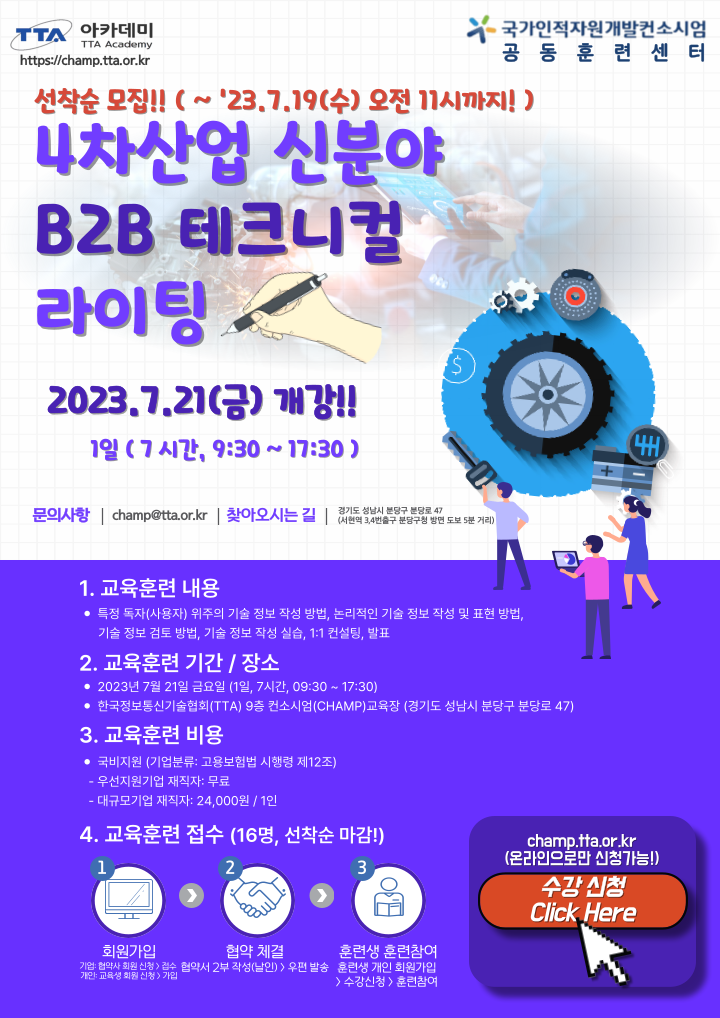 TTA 아카데미
TTA Academy
https://champ.tta.or.kr
국가인적자원개발컨소시엄
공동훈련센터
선착순 모집!! ( ~ '23.7.19(수) 오전 11시까지! )
4차산업 신분야
B2B 테크니컬
라이팅
$
2023.7.21(금) 개강!!
1일 ( 7 시간, 9:30 ~ 17:30 )
문의사항 | champ@tta.or.kr | 찾아오시는 길 | 경기도 성남시 분당구 분당로 47
(서현역 3,4번출구 분당구청 방면 도보 5분 거리)
1. 교육훈련 내용
● 특정 독자(사용자) 위주의 기술 정보 작성 방법, 논리적인 기술 정보 작성 및 표현 방법,
기술 정보 검토 방법, 기술 정보 작성 실습, 1:1 컨설팅, 발표
2. 교육훈련 기간 / 장소
● 2023년 7월 21일 금요일 (1일, 7시간, 09:30 ~ 17:30)
● 한국정보통신기술협회(TTA) 9층 컨소시엄(CHAMP)교육장 (경기도 성남시 분당구 분당로 47)
3. 교육훈련 비용
● 국비지원 (기업분류: 고용보험법 시행령 제12조)
- 우선지원기업 재직자: 무료
- 대규모기업 재직자: 24,000원 / 1인
4. 교육훈련 접수 (16명, 선착순 마감!)
1
2
3
회원가입
기업: 협약사 회원 신청 > 접수
개인: 교육생 회원 신청 > 가입
협약 체결
협약서 2부 작성(날인) > 우편 발송
훈련생 훈련참여
훈련생 개인 회원가입
> 수강신청 > 훈련참여
champ.tta.or.kr
(온라인으로만 신청가능!)
수강 신청
Click Here